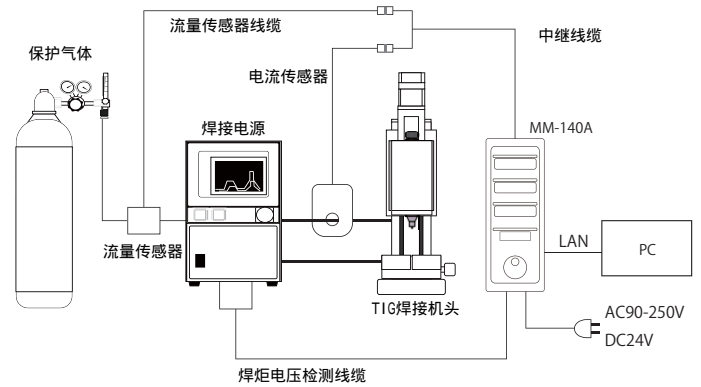 流量传感器线缆
中继线缆
保护气体
电流传感器
焊接电源
MM-140A
LAN
PC
流量传感器
TIG焊接机头
AC90-250V
DC24V
焊炬电压检测线缆